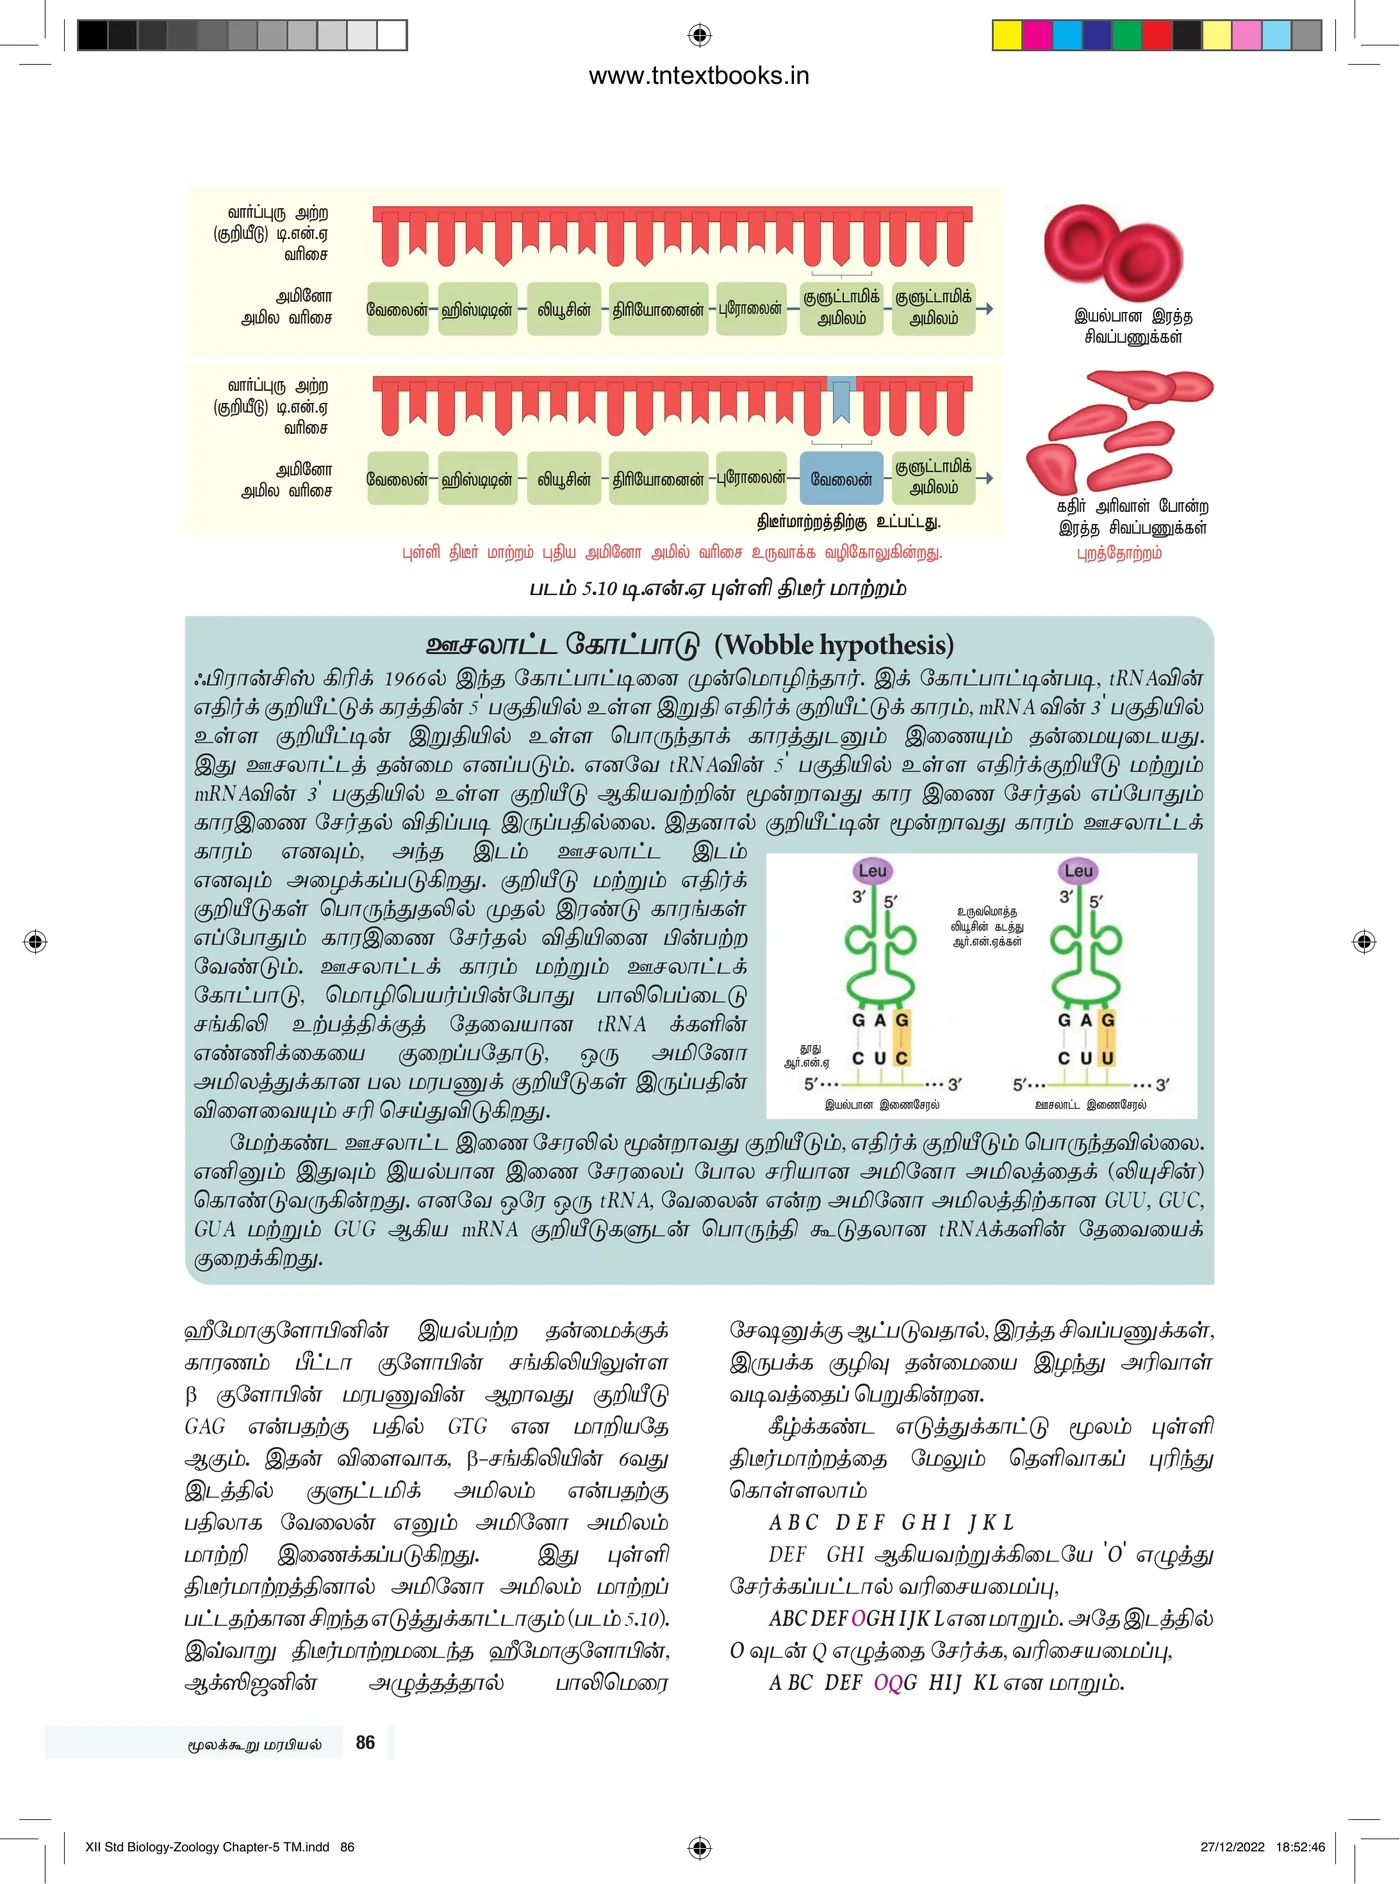 www.tntextbooks.in
வார்ப்புரு அற்ற
(குறியீடு) டி.என்.ஏ
வரிசை
அமினோ
அமில வரிசை
வேலைன்
ஹிஸ்டிடின்
லியூசின்
திரியோனைன்
புரோலைன்
குளுட்டாமிக்
அமிலம்
குளுட்டாமிக்
அமிலம்
இயல்பான இரத்த
சிவப்பணுக்கள்
வார்ப்புரு அற்ற
(குறியீடு) டி.என்.ஏ
வரிசை
அமினோ
அமில வரிசை
வேலைன்
ஹிஸ்டிடின்
லியூசின்
திரியோனைன்
புரோலைன்
வேலைன்
குளுட்டாமிக்
அமிலம்
திடீர்மாற்றத்திற்கு உட்பட்டது.
கதிர் அரிவாள் போன்ற
இரத்த சிவப்பணுக்கள்
புள்ளி திடீர் மாற்றம் புதிய அமினோ அமில் வரிசை உருவாக்க வழிகோலுகின்றது.
புறத்தோற்றம்
படம் 5.10 டி.என்.ஏ புள்ளி திடீர் மாற்றம்
ஊசலாட்ட கோட்பாடு (Wobble hypothesis)
ஃபிரான்சிஸ் கிரிக் 1966ல் இந்த கோட்பாட்டினை முன்மொழிந்தார். இக் கோட்பாட்டின்படி, tRNAவின்
எதிர்க் குறியீட்டுக் கரத்தின் 5' பகுதியில் உள்ள இறுதி எதிர்க் குறியீட்டுக் காரம், mRNA வின் 3' பகுதியில்
உள்ள குறியீட்டின் இறுதியில் உள்ள பொருந்தாக் காரத்துடனும் இணையும் தன்மையுடையது.
இது ஊசலாட்டத் தன்மை எனப்படும். எனவே tRNAவின் 5' பகுதியில் உள்ள எதிர்க்குறியீடு மற்றும்
mRNAவின் 3' பகுதியில் உள்ள குறியீடு ஆகியவற்றின் மூன்றாவது கார இணை சேர்தல் எப்போதும்
காரஇணை சேர்தல் விதிப்படி இருப்பதில்லை. இதனால் குறியீட்டின் மூன்றாவது காரம் ஊசலாட்டக்
காரம் எனவும், அந்த இடம் ஊசலாட்ட இடம்
எனவும் அழைக்கப்படுகிறது. குறியீடு மற்றும் எதிர்க்
குறியீடுகள் பொருந்துதலில் முதல் இரண்டு காரங்கள்
எப்போதும் காரஇணை சேர்தல் விதியினை பின்பற்ற
வேண்டும். ஊசலாட்டக் காரம் மற்றும் ஊசலாட்டக்
கோட்பாடு, மொழிபெயர்ப்பின்போது பாலிபெப்டைடு
சங்கிலி உற்பத்திக்குத் தேவையான tRNA க்களின்
எண்ணிக்கையை குறைப்பதோடு, ஒரு அமினோ
அமிலத்துக்கான பல மரபணுக் குறியீடுகள் இருப்பதின்
விளைவையும் சரி செய்துவிடுகிறது.
Leu
3′ 5′
G A G
C U C
5′··· ··· 3′
இயல்பான இணைசேரல்
தூது
ஆர்.என்.ஏ
உருவமொத்த
லியூசின் கடத்து
ஆர்.என்.ஏக்கள்
Leu
3′ 5′
G A G
C U U
5′··· ··· 3′
ஊசலாட்ட இணைசேரல்
மேற்கண்ட ஊசலாட்ட இணை சேரலில் மூன்றாவது குறியீடும், எதிர்க் குறியீடும் பொருந்தவில்லை.
எனினும் இதுவும் இயல்பான இணை சேரலைப் போல சரியான அமினோ அமிலத்தைக் (லியுசின்)
கொண்டுவருகின்றது. எனவே ஒரே ஒரு tRNA, வேலைன் என்ற அமினோ அமிலத்திற்கான GUU, GUC,
GUA மற்றும் GUG ஆகிய mRNA குறியீடுகளுடன் பொருந்தி கூடுதலான tRNAக்களின் தேவையைக்
குறைக்கிறது.
ஹீமோகுளோபினின் இயல்பற்ற தன்மைக்குக்
காரணம் பீட்டா குளோபின் சங்கிலியிலுள்ள
β குளோபின் மரபணுவின் ஆறாவது குறியீடு
GAG என்பதற்கு பதில் GTG என மாறியதே
ஆகும். இதன் விளைவாக, β-சங்கிலியின் 6வது
இடத்தில் குளுட்டமிக் அமிலம் என்பதற்கு
பதிலாக வேலைன் எனும் அமினோ அமிலம்
மாற்றி இணைக்கப்படுகிறது. இது புள்ளி
திடீர்மாற்றத்தினால் அமினோ அமிலம் மாற்றப்
பட்டதற்கான சிறந்த எடுத்துக்காட்டாகும் (படம் 5.10).
இவ்வாறு திடீர்மாற்றமடைந்த ஹீமோகுளோபின்,
ஆக்ஸிஜனின் அழுத்தத்தால் பாலிமெரை
சேஷனுக்கு ஆட்படுவதால், இரத்த சிவப்பணுக்கள்,
இருபக்க குழிவு தன்மையை இழந்து அரிவாள்
வடிவத்தைப் பெறுகின்றன.
கீழ்க்கண்ட எடுத்துக்காட்டு மூலம் புள்ளி
திடீர்மாற்றத்தை மேலும் தெளிவாகப் புரிந்து
கொள்ளலாம்
A B C D E F G H I J K L
DEF GHI ஆகியவற்றுக்கிடையே 'O' எழுத்து
சேர்க்கப்பட்டால் வரிசையமைப்பு,
ABC DEF OGH IJK L என மாறும். அதே இடத்தில்
O வுடன் Q எழுத்தை சேர்க்க, வரிசையமைப்பு,
A BC DEF OQG HIJ KL என மாறும்.
மூலக்கூறு மரபியல் 86
XII Std Biology-Zoology Chapter-5 TM.indd 86
27/12/2022 18:52:46